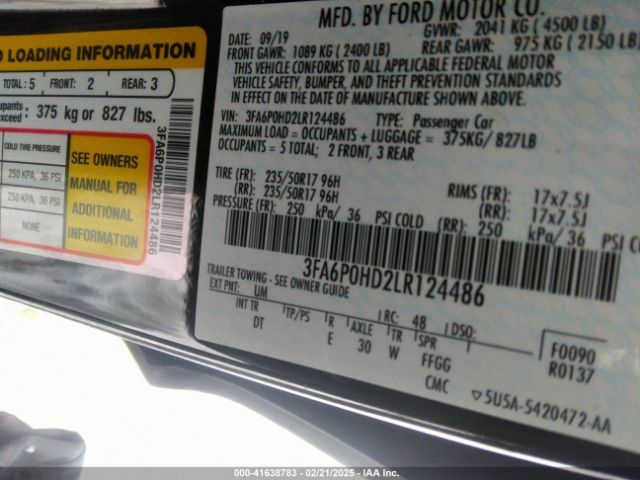 O LOADING INFORMATION
TOTAL: 5 FRONT: 2 REAR: 3
upants
exceed: 375 kg or 827 lbs.
COLD TIRE PRESSURE
250 KPA, 36 PSI
250 KPA, 36 PSI
NONE
SEE OWNERS
MANUAL FOR
ADDITIONAL
INFORMATION
3FA6P0HD2LR124486
MFD. BY FORD MOTOR CO.
DATE: 09/19 GVWR: 2041 KG (4500 LB)
FRONT GAWR: 1089 KG (2400 LB) REAR GAWR: 975 KG (2150 LB)
THIS VEHICLE CONFORMS TO ALL APPLICABLE FEDERAL MOTOR
VEHICLE SAFETY, BUMPER, AND THEFT PREVENTION STANDARDS
IN EFFECT ON THE DATE OF MANUFACTURE SHOWN ABOVE.
VIN: 3FA6P0HD2LR124486 TYPE: Passenger Car
MAXIMUM LOAD = OCCUPANTS + LUGGAGE = 375KG/827LB
OCCUPANTS = 5 TOTAL; 2 FRONT, 3 REAR
TIRE (FR): 235/50R17 96H RIMS (FR): 17x7.5J
(RR): 235/50R17 96H (RR): 17x7.5J
PRESSURE (FR): 250 kPa/ 36 PSI COLD (RR): 250 kPa/ 36 PSI CO
3FA6P0HD2LR124486
TRAILER TOWING - SEE OWNER GUIDE
EXT PNT: UM RC: 48 DSO:
INT TR TP/PS R AXLE TR SPR
DT E 30 W FFGG
CMC
F0090
R0137
5U5A-5420472-AA
000-41638783 - 02/21/2025 - IAA Inc.